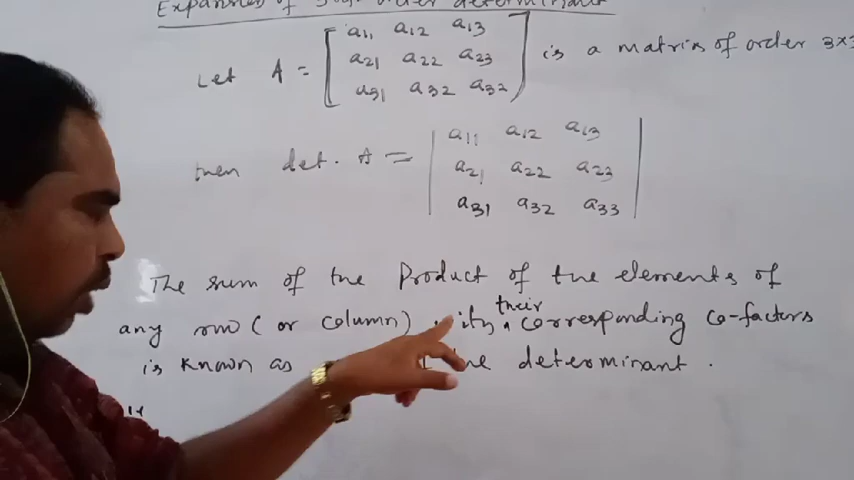 Expansion of 3rd order determinant
a11 a12 a13
Let A = a21 a22 a23 is a matrix of order 3×3
a31 a32 a32
a11 a12 a13
then det. A = a21 a22 a23
a31 a32 a33
The sum of the Product of the elements of
any row (or column) their corresponding co-factors
is known as the determinant.